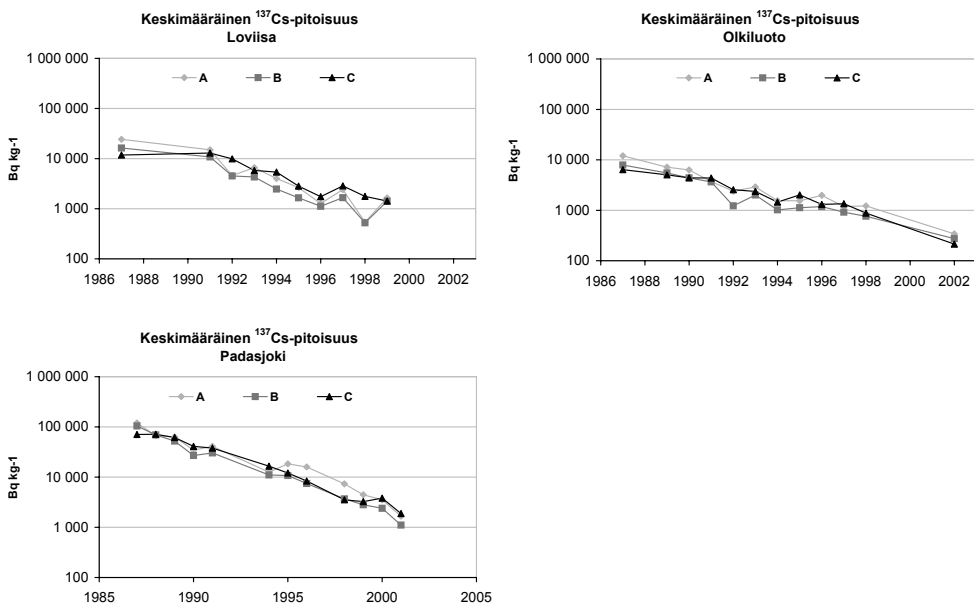 Keskimääräinen ¹³⁷Cs-pitoisuus
Loviisa
1 000 000
100 000
10 000
1 000
100
Bq kg-1
A B C
1986 1988 1990 1992 1994 1996 1998 2000 2002
Keskimääräinen ¹³⁷Cs-pitoisuus
Olkiluoto
1 000 000
100 000
10 000
1 000
100
Bq kg-1
A B C
1986 1988 1990 1992 1994 1996 1998 2000 2002
Keskimääräinen ¹³⁷Cs-pitoisuus
Padasjoki
1 000 000
100 000
10 000
1 000
100
Bq kg-1
A B C
1985 1990 1995 2000 2005